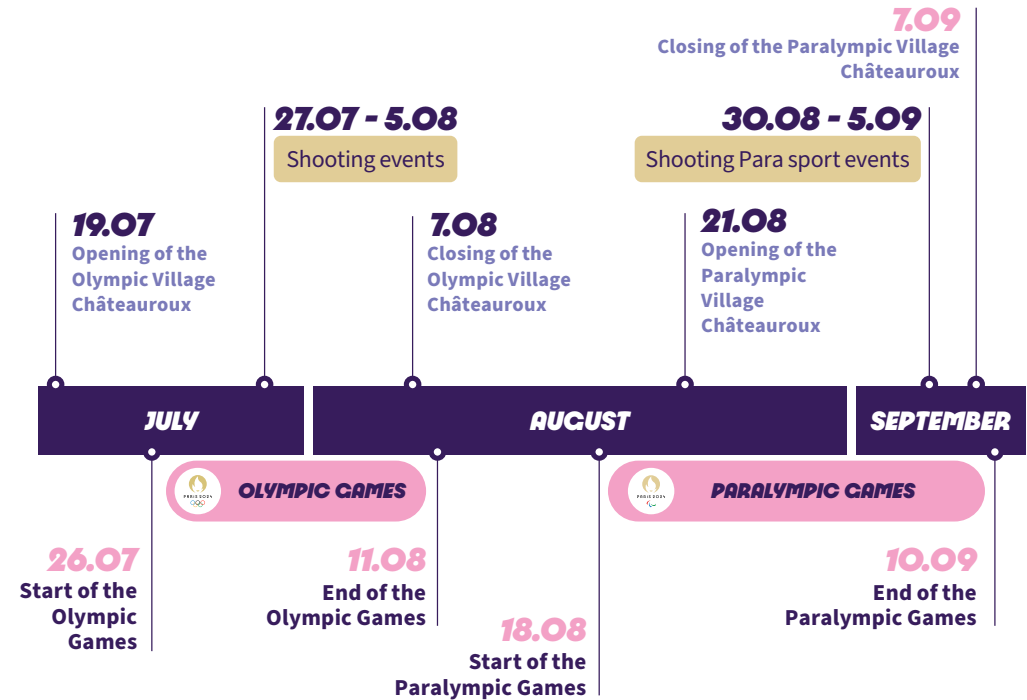 7.09
Closing of the Paralympic Village
Châteauroux
27.07 - 5.08
Shooting events
30.08 - 5.09
Shooting Para sport events
19.07
Opening of the
Olympic Village
Châteauroux
7.08
Closing of the
Olympic Village
Châteauroux
21.08
Opening of the
Paralympic
Village
Châteauroux
JULY
AUGUST
SEPTEMBER
PARIS 2024
OLYMPIC GAMES
PARIS 2024
PARALYMPIC GAMES
26.07
Start of the
Olympic
Games
11.08
End of the
Olympic Games
18.08
Start of the
Paralympic Games
10.09
End of the
Paralympic Games